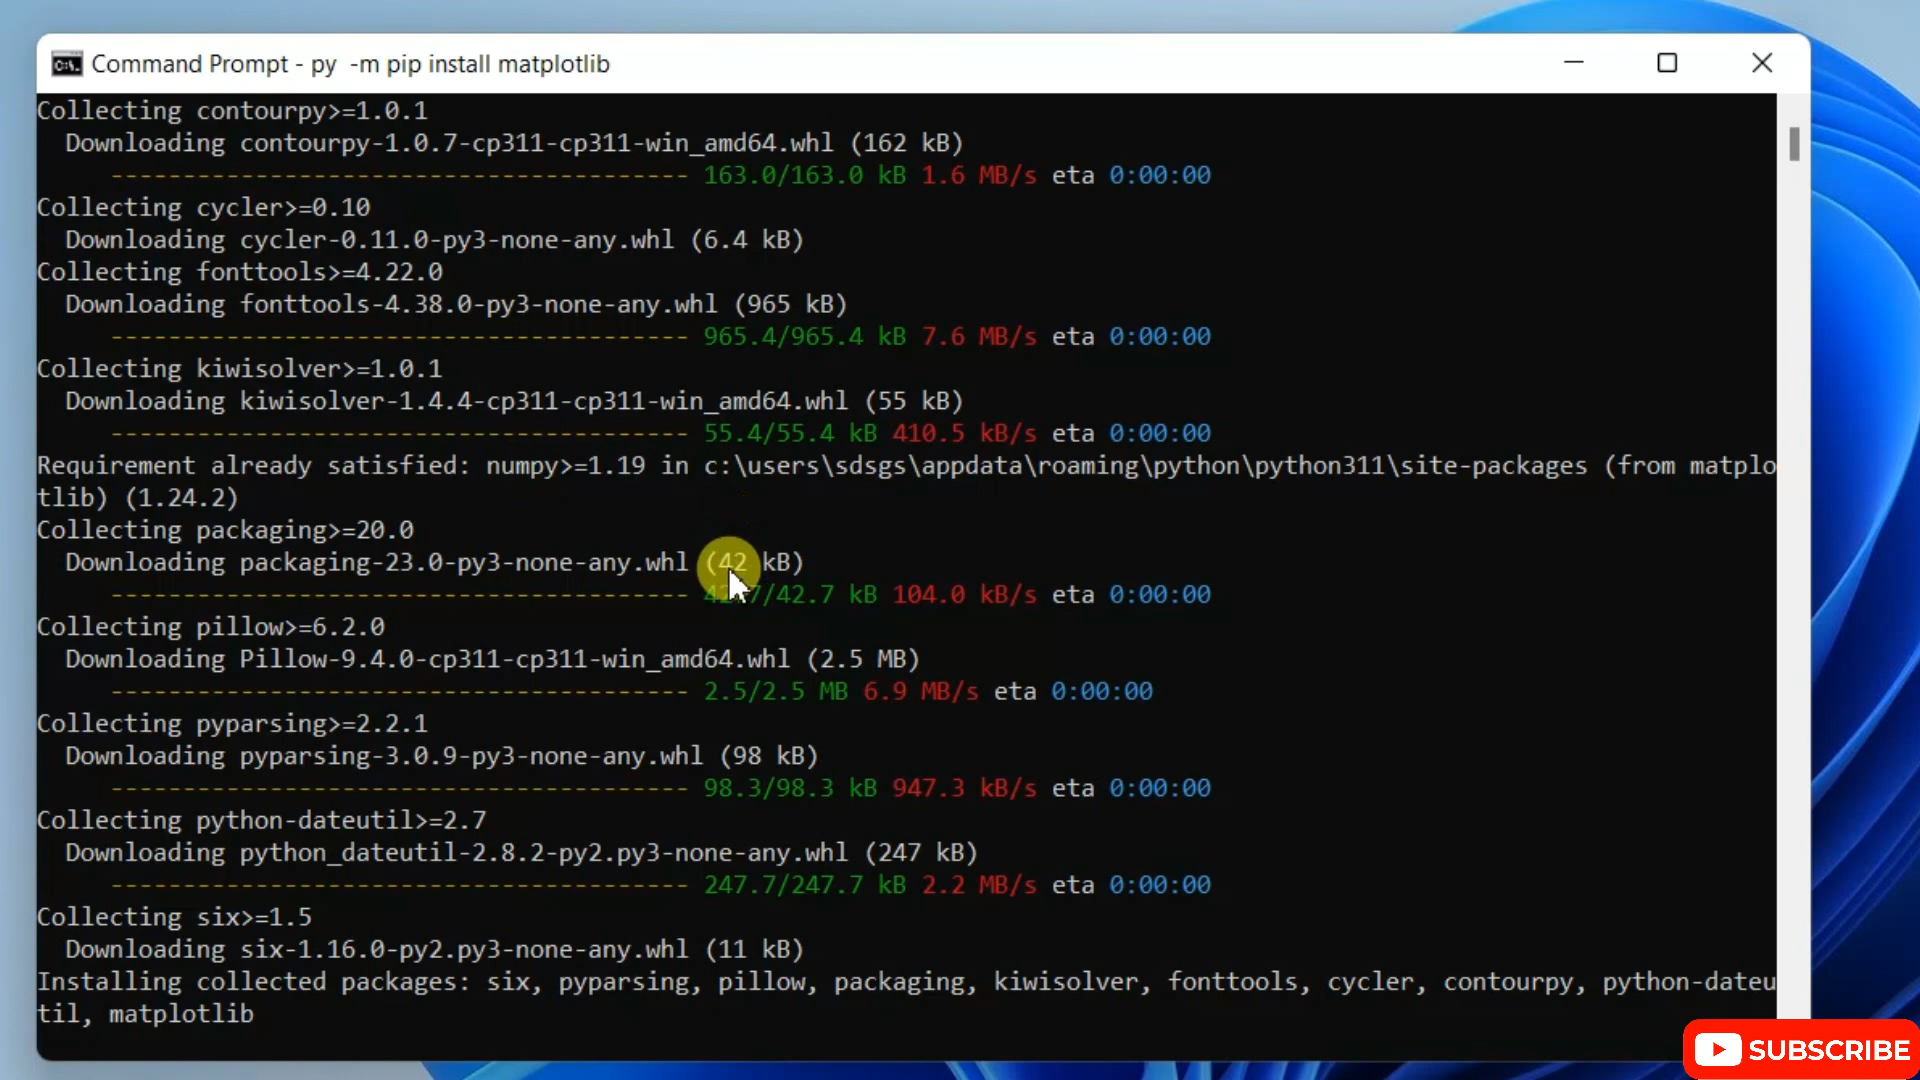 Command Prompt - py  -m pip install matplotlib
Collecting contourpy>=1.0.1
  Downloading contourpy-1.0.7-cp311-cp311-win_amd64.whl (162 kB)
     ---------------------------------------- 163.0/163.0 kB 1.6 MB/s eta 0:00:00
Collecting cycler>=0.10
  Downloading cycler-0.11.0-py3-none-any.whl (6.4 kB)
Collecting fonttools>=4.22.0
  Downloading fonttools-4.38.0-py3-none-any.whl (965 kB)
     ---------------------------------------- 965.4/965.4 kB 7.6 MB/s eta 0:00:00
Collecting kiwisolver>=1.0.1
  Downloading kiwisolver-1.4.4-cp311-cp311-win_amd64.whl (55 kB)
     ---------------------------------------- 55.4/55.4 kB 410.5 kB/s eta 0:00:00
Requirement already satisfied: numpy>=1.19 in c:\users\sdsgs\appdata\roaming\python\python311\site-packages (from matplo
tlib) (1.24.2)
Collecting packaging>=20.0
  Downloading packaging-23.0-py3-none-any.whl (42 kB)
     ---------------------------------------- 42.7/42.7 kB 104.0 kB/s eta 0:00:00
Collecting pillow>=6.2.0
  Downloading Pillow-9.4.0-cp311-cp311-win_amd64.whl (2.5 MB)
     ---------------------------------------- 2.5/2.5 MB 6.9 MB/s eta 0:00:00
Collecting pyparsing>=2.2.1
  Downloading pyparsing-3.0.9-py3-none-any.whl (98 kB)
     ---------------------------------------- 98.3/98.3 kB 947.3 kB/s eta 0:00:00
Collecting python-dateutil>=2.7
  Downloading python_dateutil-2.8.2-py2.py3-none-any.whl (247 kB)
     ---------------------------------------- 247.7/247.7 kB 2.2 MB/s eta 0:00:00
Collecting six>=1.5
  Downloading six-1.16.0-py2.py3-none-any.whl (11 kB)
Installing collected packages: six, pyparsing, pillow, packaging, kiwisolver, fonttools, cycler, contourpy, python-dateu
til, matplotlib
SUBSCRIBE